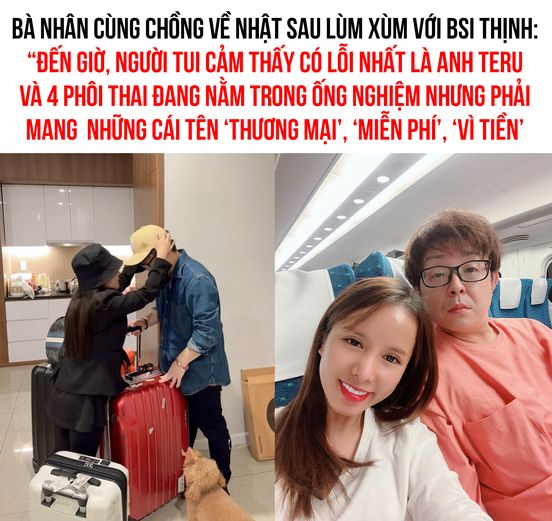 BÀ NHÂN CÙNG CHỒNG VỀ NHẬT SAU LÙM XÙM VỚI BSI THỊNH:
“ĐẾN GIỜ, NGƯỜI TUI CẢM THẤY CÓ LỖI NHẤT LÀ ANH TERU
VÀ 4 PHÔI THAI ĐANG NẰM TRONG ỐNG NGHIỆM NHƯNG PHẢI
MANG NHỮNG CÁI TÊN ‘THƯƠNG MẠI’, ‘MIỄN PHÍ’, ‘VÌ TIỀN’